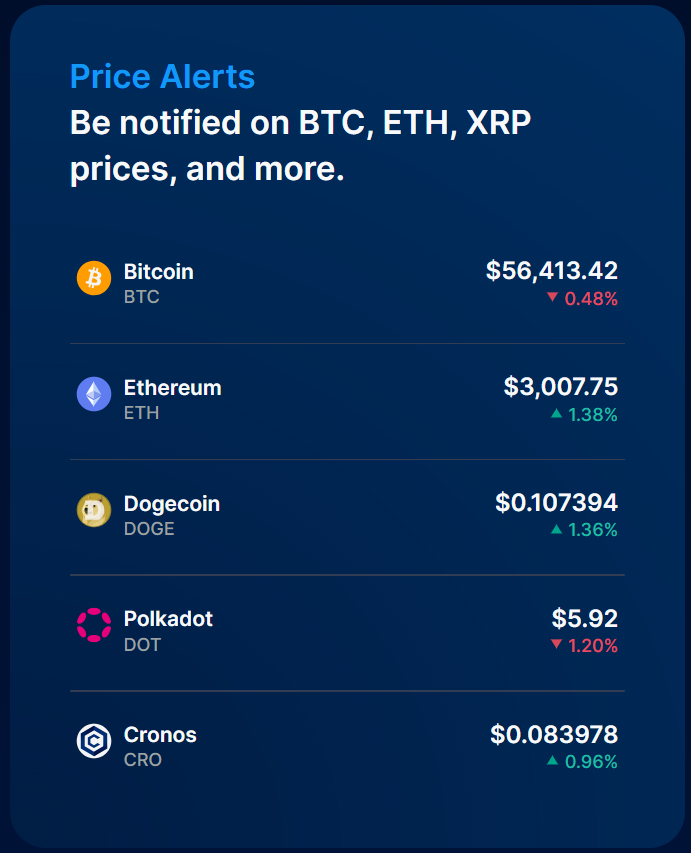 Price Alerts
Be notified on BTC, ETH, XRP
prices, and more.
Bitcoin
BTC
$56,413.42
▼ 0.48%
Ethereum
ETH
$3,007.75
▲ 1.38%
Dogecoin
DOGE
$0.107394
▲ 1.36%
Polkadot
DOT
$5.92
▼ 1.20%
Cronos
CRO
$0.083978
▲ 0.96%